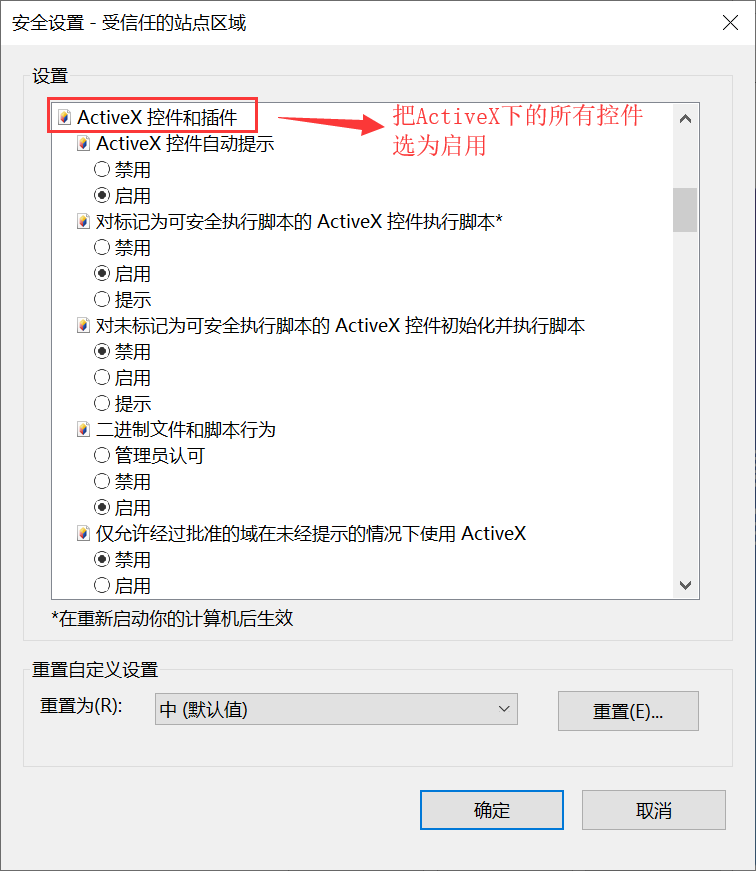 安全设置 - 受信任的站点区域
设置
ActiveX 控件和插件
把ActiveX下的所有控件
选为启用
ActiveX 控件自动提示
禁用
启用
对标记为可安全执行脚本的 ActiveX 控件执行脚本*
禁用
启用
提示
对未标记为可安全执行脚本的 ActiveX 控件初始化并执行脚本
禁用
启用
提示
二进制文件和脚本行为
管理员认可
禁用
启用
仅允许经过批准的域在未经提示的情况下使用 ActiveX
禁用
启用
*在重新启动你的计算机后生效
重置自定义设置
重置为(R):
中 (默认值)
重置(E)...
确定
取消